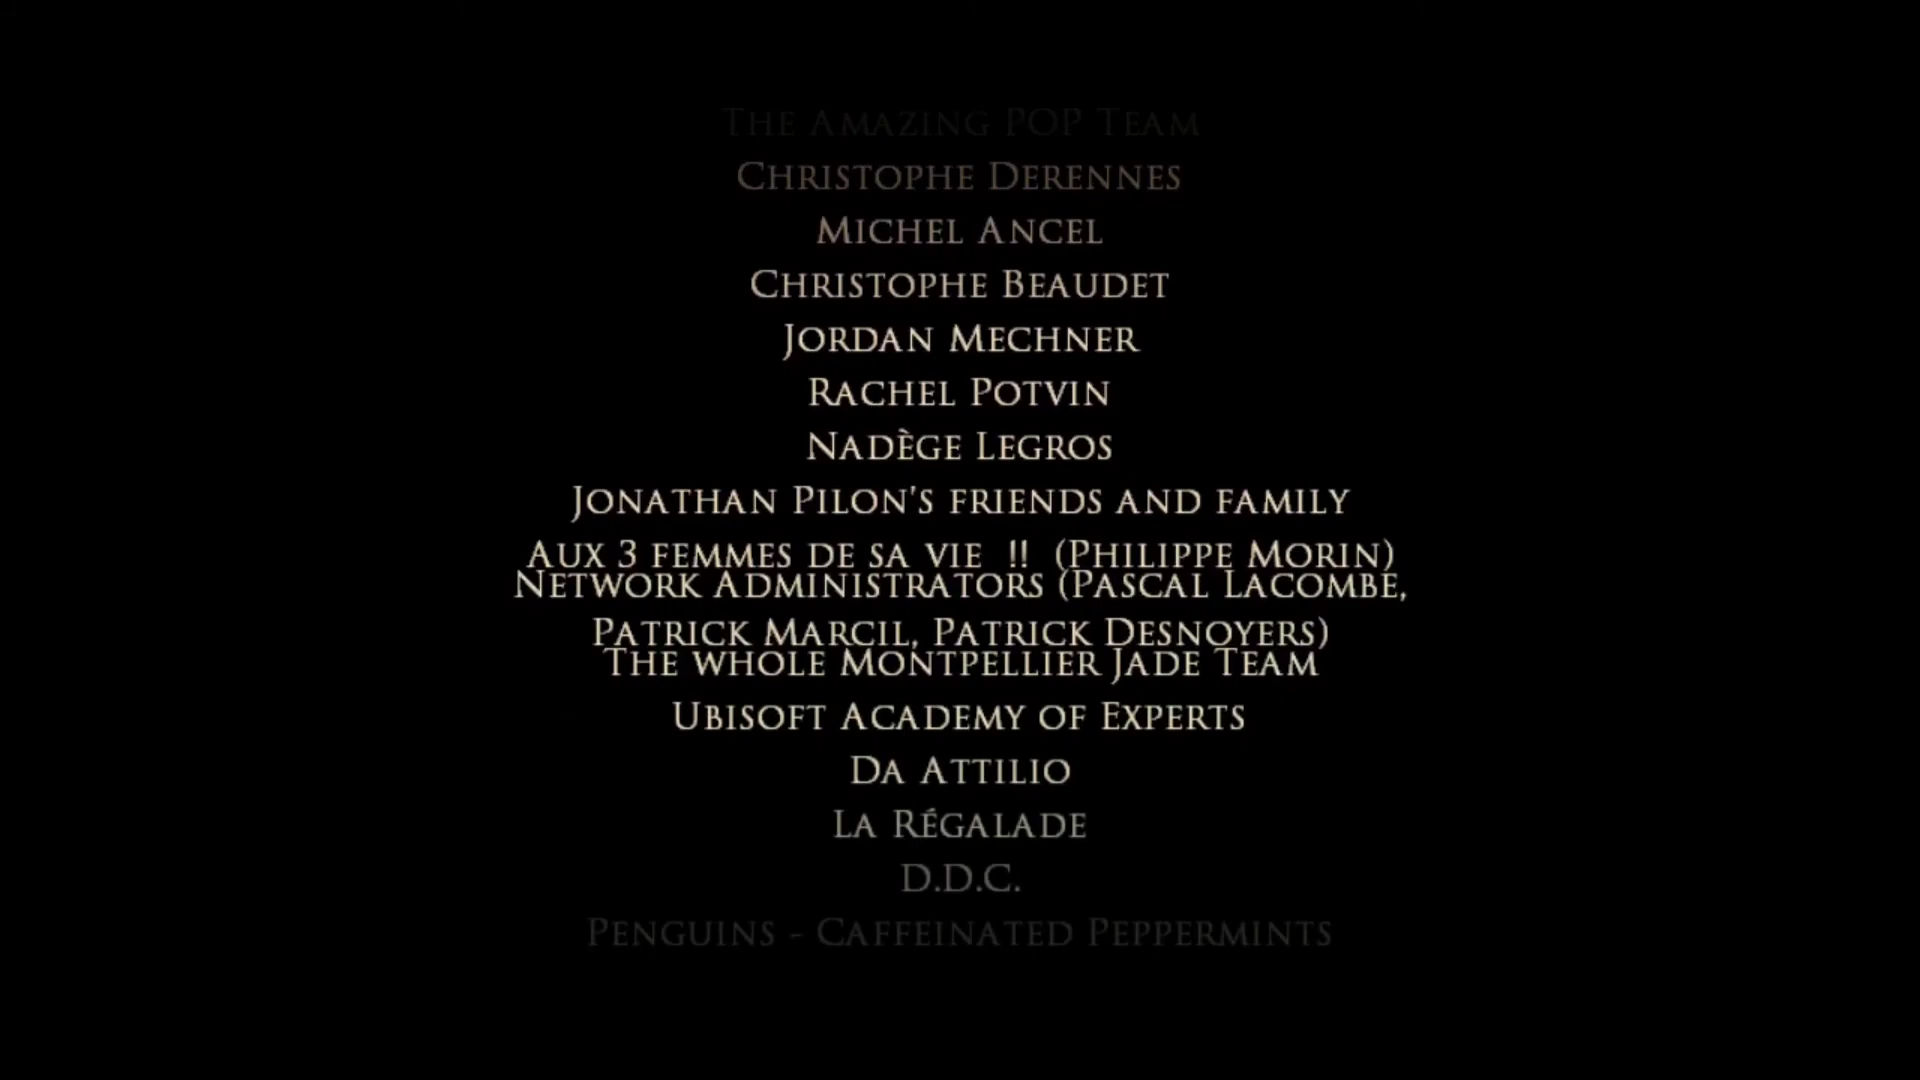 The Amazing POP Team
Christophe Derennes
Michel Ancel
Christophe Beaudet
Jordan Mechner
Rachel Potvin
Nadège Legros
Jonathan Pilon's friends and family
Aux 3 femmes de sa vie !! (Philippe Morin)
Network Administrators (Pascal Lacombe,
Patrick Marcil, Patrick Desnoyers)
The whole Montpellier Jade Team
Ubisoft Academy of Experts
Da Attilio
La Régalade
D.D.C.
Penguins - Caffeinated Peppermints